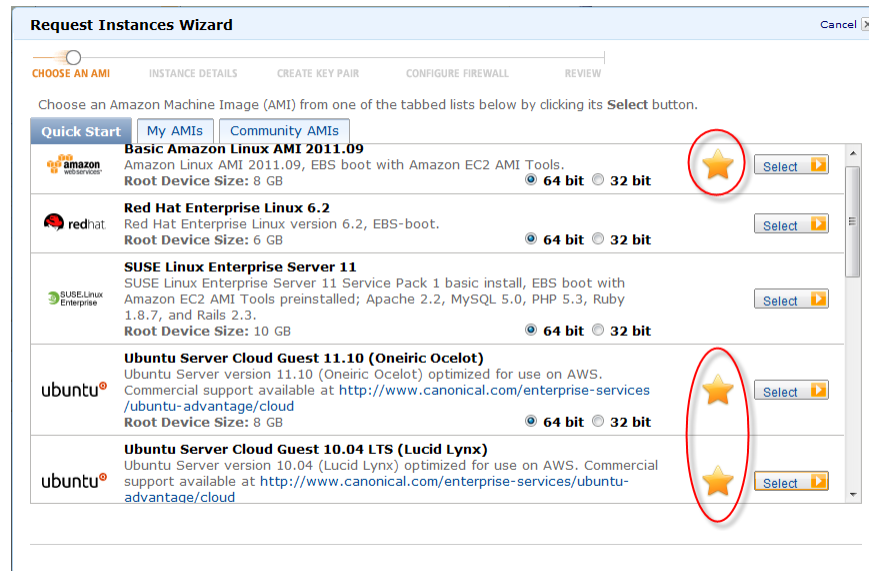 Request Instances Wizard
Cancel
CHOOSE AN AMI INSTANCE DETAILS CREATE KEY PAIR CONFIGURE FIREWALL REVIEW
Choose an Amazon Machine Image (AMI) from one of the tabbed lists below by clicking its Select button.
Quick Start My AMIs Community AMIs
Basic Amazon Linux AMI 2011.09
amazon webservices
Amazon Linux AMI 2011.09, EBS boot with Amazon EC2 AMI Tools.
Root Device Size: 8 GB 64 bit 32 bit
Select
Red Hat Enterprise Linux 6.2
redhat
Red Hat Enterprise Linux version 6.2, EBS-boot.
Root Device Size: 6 GB 64 bit 32 bit
Select
SUSE Linux Enterprise Server 11
SUSE Linux Enterprise Server 11 Service Pack 1 basic install, EBS boot with
SUSE.Linux Enterprise
Amazon EC2 AMI Tools preinstalled; Apache 2.2, MySQL 5.0, PHP 5.3, Ruby
1.8.7, and Rails 2.3.
Root Device Size: 10 GB 64 bit 32 bit
Select
Ubuntu Server Cloud Guest 11.10 (Oneiric Ocelot)
Ubuntu Server version 11.10 (Oneiric Ocelot) optimized for use on AWS.
ubuntu
Commercial support available at http://www.canonical.com/enterprise-services
/ubuntu-advantage/cloud
Root Device Size: 8 GB 64 bit 32 bit
Select
Ubuntu Server Cloud Guest 10.04 LTS (Lucid Lynx)
Ubuntu Server version 10.04 (Lucid Lynx) optimized for use on AWS. Commercial
ubuntu
support available at http://www.canonical.com/enterprise-services/ubuntu-
advantage/cloud
Select